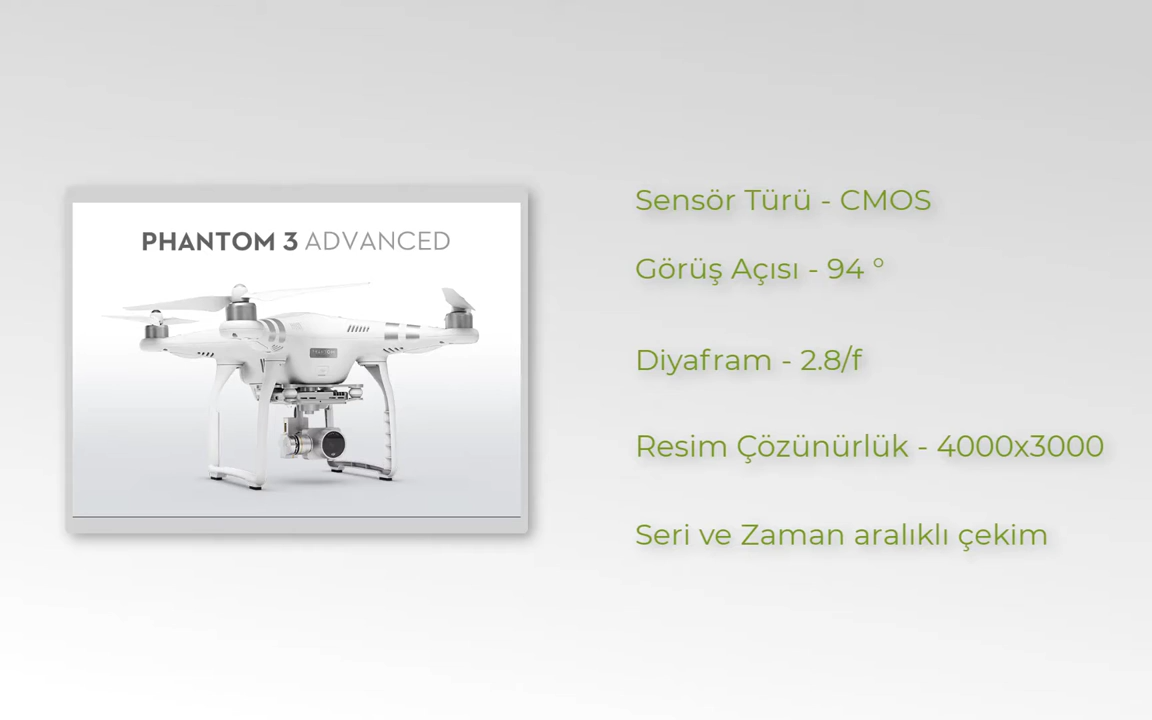 PHANTOM 3 ADVANCED
Sensör Türü - CMOS
Görüş Açısı - 94 °
Diyafram - 2.8/f
Resim Çözünürlük - 4000x3000
Seri ve Zaman aralıklı çekim